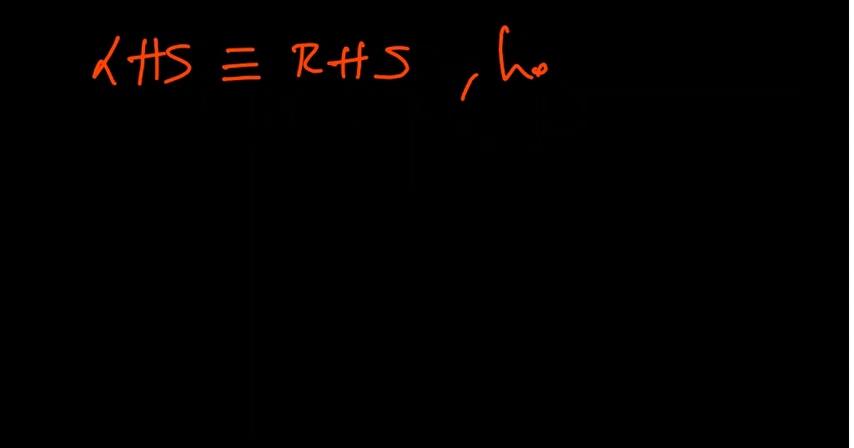 LHS ≡ RHS , h